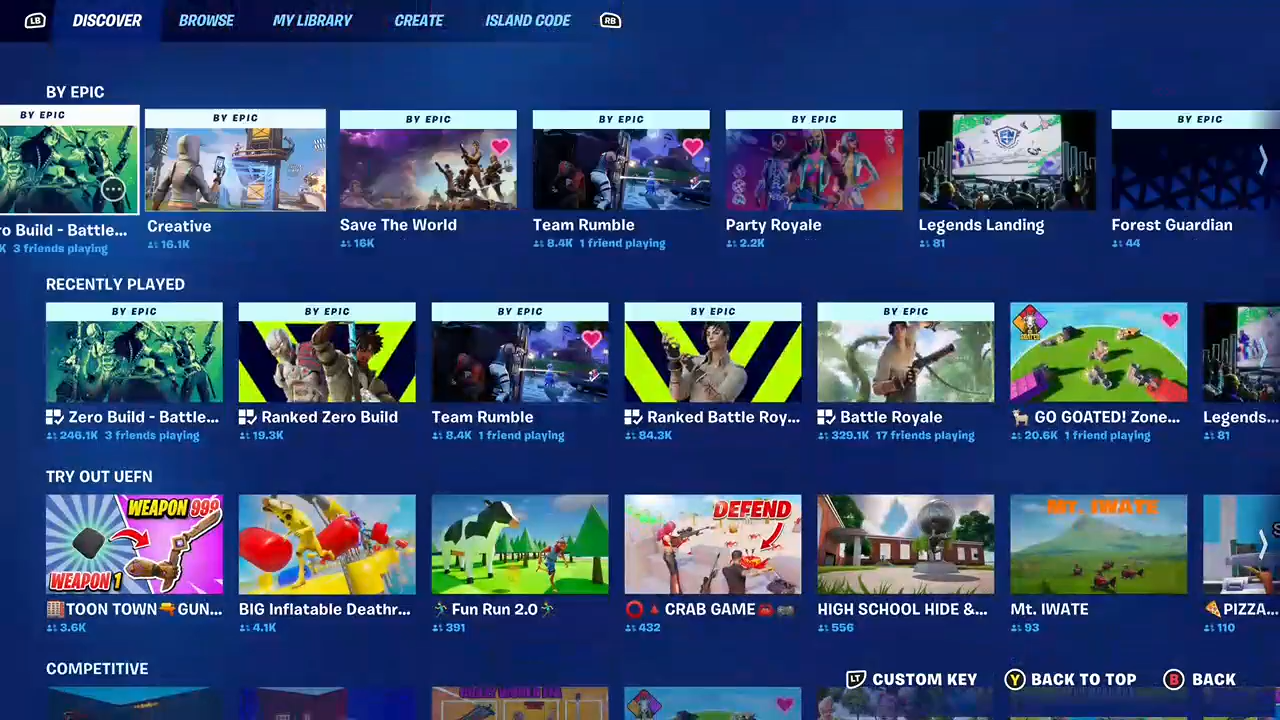 LB DISCOVER BROWSE MY LIBRARY CREATE ISLAND CODE RB
BY EPIC
BY EPIC BY EPIC BY EPIC BY EPIC BY EPIC BY EPIC
ro Build - Battle... Creative Save The World Team Rumble Party Royale Legends Landing Forest Guardian
K 3 friends playing 16.1K 16K 8.4K 1 friend playing 2.2K 81 44
RECENTLY PLAYED
BY EPIC BY EPIC BY EPIC BY EPIC BY EPIC
GOATED
Zero Build - Battle... Ranked Zero Build Team Rumble Ranked Battle Roy... Battle Royale 🐐 GO GOATED! Zone... Legends...
246.1K 3 friends playing 19.3K 8.4K 1 friend playing 84.3K 329.1K 17 friends playing 20.6K 1 friend playing 81
TRY OUT UEFN
WEAPON 999 DEFEND MT. IWATE
WEAPON 1
🏢TOON TOWN🔫GUN... BIG Inflatable Deathr... 🏃Fun Run 2.0🏃 ⭕🔺CRAB GAME🦀🎮 HIGH SCHOOL HIDE &... Mt. IWATE 🍕PIZZA...
3.6K 4.1K 391 432 556 93 110
COMPETITIVE
LT CUSTOM KEY Y BACK TO TOP B BACK